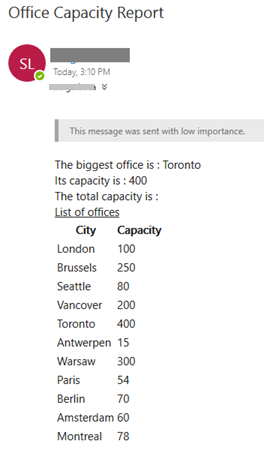 Office Capacity Report
SL
Today, 3:10 PM
This message was sent with low importance.
The biggest office is : Toronto
Its capacity is : 400
The total capacity is :
List of offices
City Capacity
London 100
Brussels 250
Seattle 80
Vancover 200
Toronto 400
Antwerpen 15
Warsaw 300
Paris 54
Berlin 70
Amsterdam 60
Montreal 78